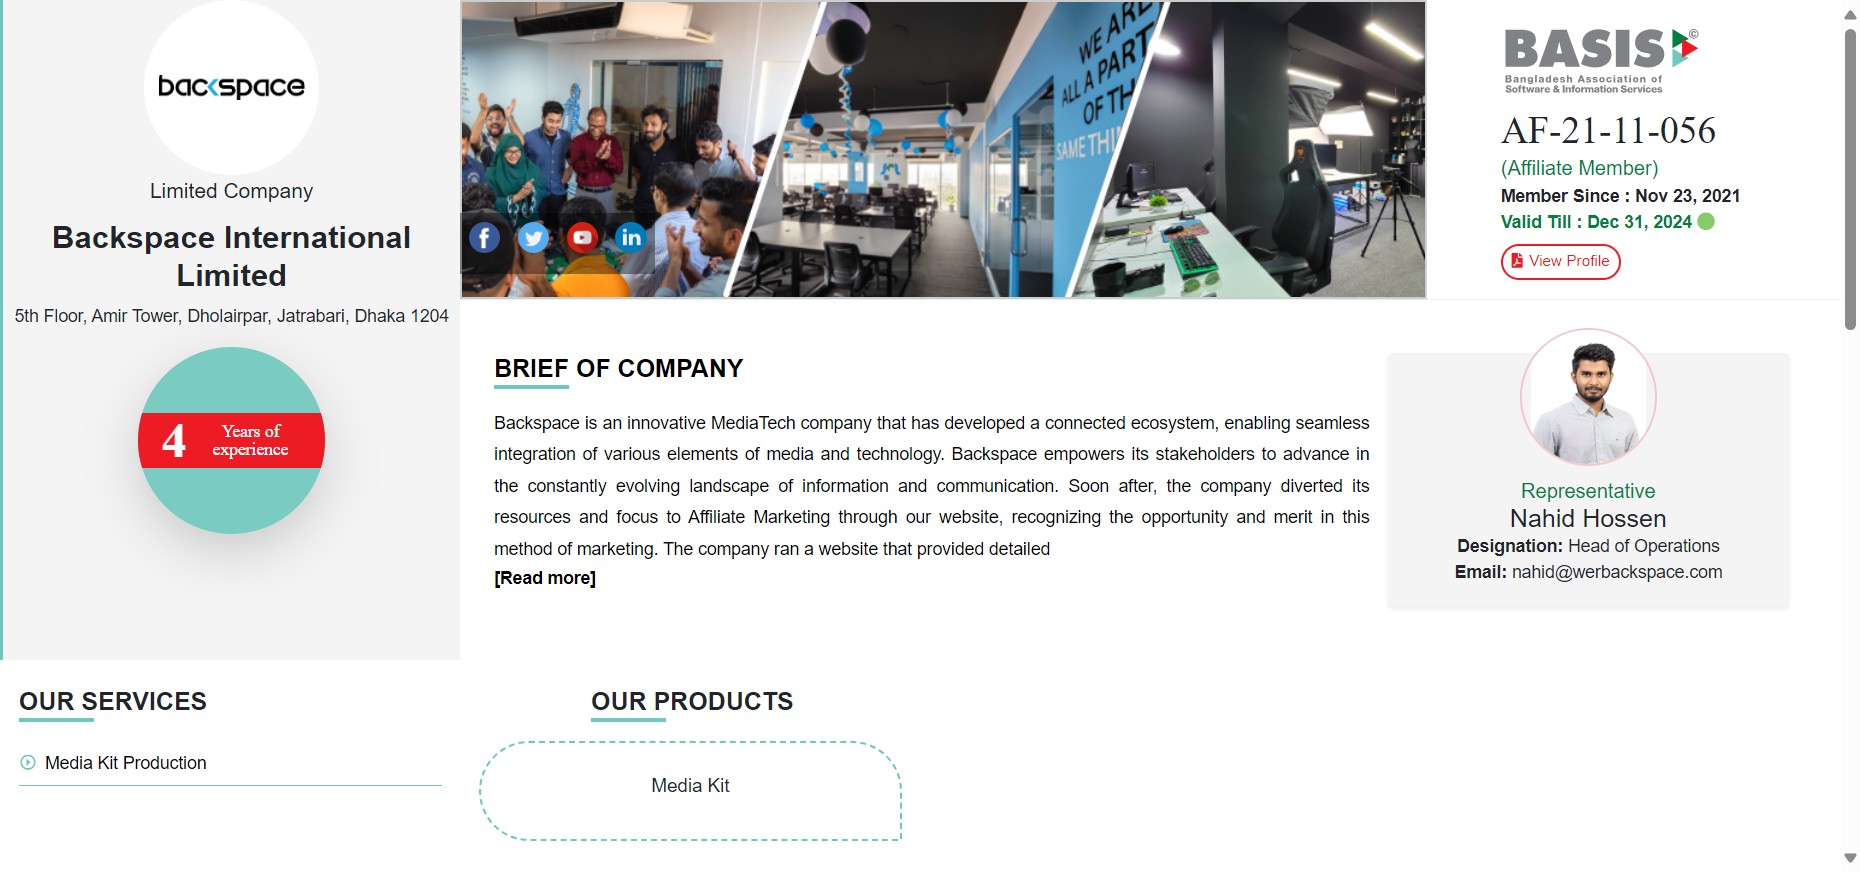 backspace
Limited Company
Backspace International
Limited
5th Floor, Amir Tower, Dholairpar, Jatrabari, Dhaka 1204
4 Years of
experience
WE ARE
ALL A PART
OF TH
SAME THI
f
in
BASIS ©
Bangladesh Association of
Software & Information Services
AF-21-11-056
(Affiliate Member)
Member Since : Nov 23, 2021
Valid Till : Dec 31, 2024
View Profile
BRIEF OF COMPANY
Backspace is an innovative MediaTech company that has developed a connected ecosystem, enabling seamless
integration of various elements of media and technology. Backspace empowers its stakeholders to advance in
the constantly evolving landscape of information and communication. Soon after, the company diverted its
resources and focus to Affiliate Marketing through our website, recognizing the opportunity and merit in this
method of marketing. The company ran a website that provided detailed
[Read more]
Representative
Nahid Hossen
Designation: Head of Operations
Email: nahid@werbackspace.com
OUR SERVICES
Media Kit Production
OUR PRODUCTS
Media Kit